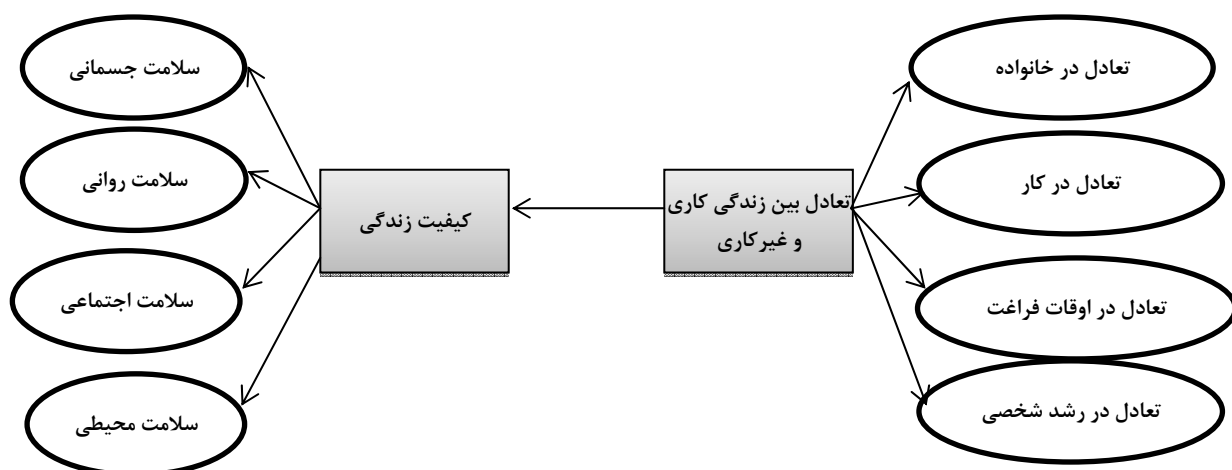 تعادل در خانواده
تعادل در کار
تعادل در اوقات فراغت
تعادل در رشد شخصی
تعادل بین زندگی کاری
و غیرکاری
کیفیت زندگی
سلامت جسمانی
سلامت روانی
سلامت اجتماعی
سلامت محیطی